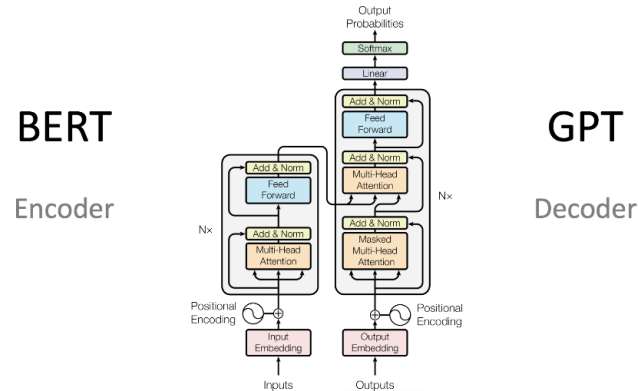 Output
Probabilities
Softmax
Linear
Add & Norm
Feed
Forward
Add & Norm
Multi-Head
Attention
Add & Norm
Masked
Multi-Head
Attention
Nx
Positional
Encoding
Output
Embedding
Outputs
BERT
Encoder
Add & Norm
Feed
Forward
Add & Norm
Multi-Head
Attention
Nx
Positional
Encoding
Input
Embedding
Inputs
GPT
Decoder